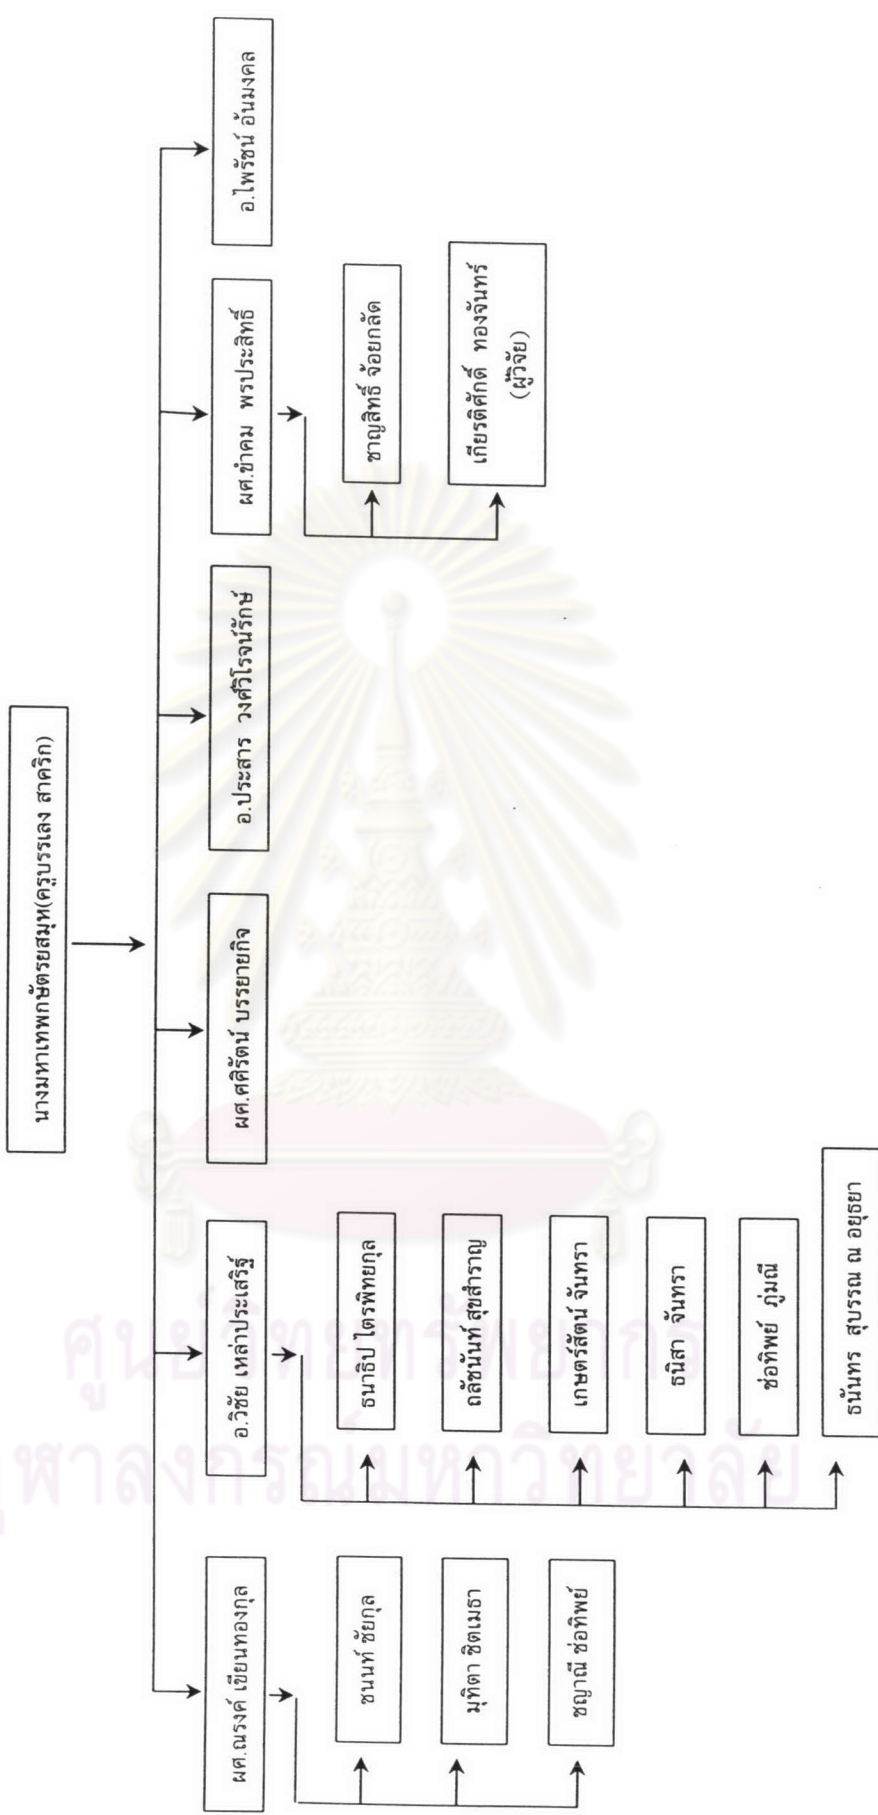 นางมหาเทพกษัตรยสมุห(ครูบรรเลง สาคริก)
ผศ.ณรงค์ เขียนทองกุล
อ.วิชัย เหล่าประเสริฐ์
ผศ.ศศิรัตน์ บรรยายกิจ
อ.ประสาร วงศ์วิโรจน์รักษ์
ผศ.ขำคม พรประสิทธิ์
อ.ไพรัชน์ อ้นมงคล
ชนนท์ ชัยกุล
มุทิตา ชิตเมธา
ชญาณี ช่อทิพย์
ธนาธิป ไตรพิทยกุล
ถลัชนันท์ สุขสำราญ
เกษตร์สัตน์ จันทรา
ธนิสา จันทรา
ช่อทิพย์ ภู่มณี
ธนันทร สุบรรณ ณ อยุธยา
ชาญสิทธิ์ จ้อยกลัด
เกียรติศักดิ์ ทองจันทร์
(ผู้วิจัย)
ศูนย์วิทยทรัพยากร
จุฬาลงกรณ์มหาวิทยาลัย